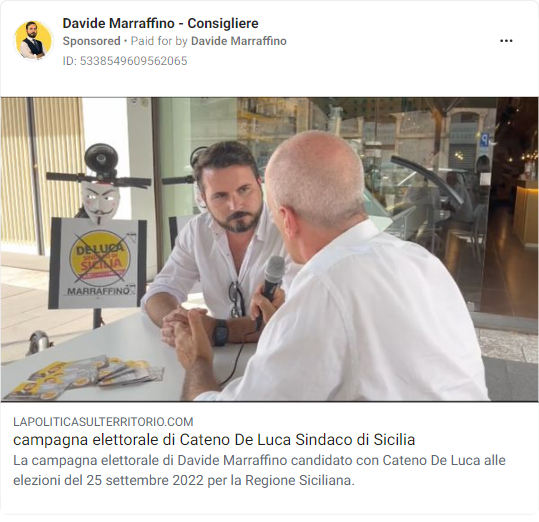 Davide Marraffino - Consigliere
Sponsored • Paid for by Davide Marraffino
ID: 5338549609562065
DE LUCA
SINDACO DI
SICILIA
MARRAFFINO
P
LAPOLITICASULTERRITORIO.COM
campagna elettorale di Cateno De Luca Sindaco di Sicilia
La campagna elettorale di Davide Marraffino candidato con Cateno De Luca alle
elezioni del 25 settembre 2022 per la Regione Siciliana.